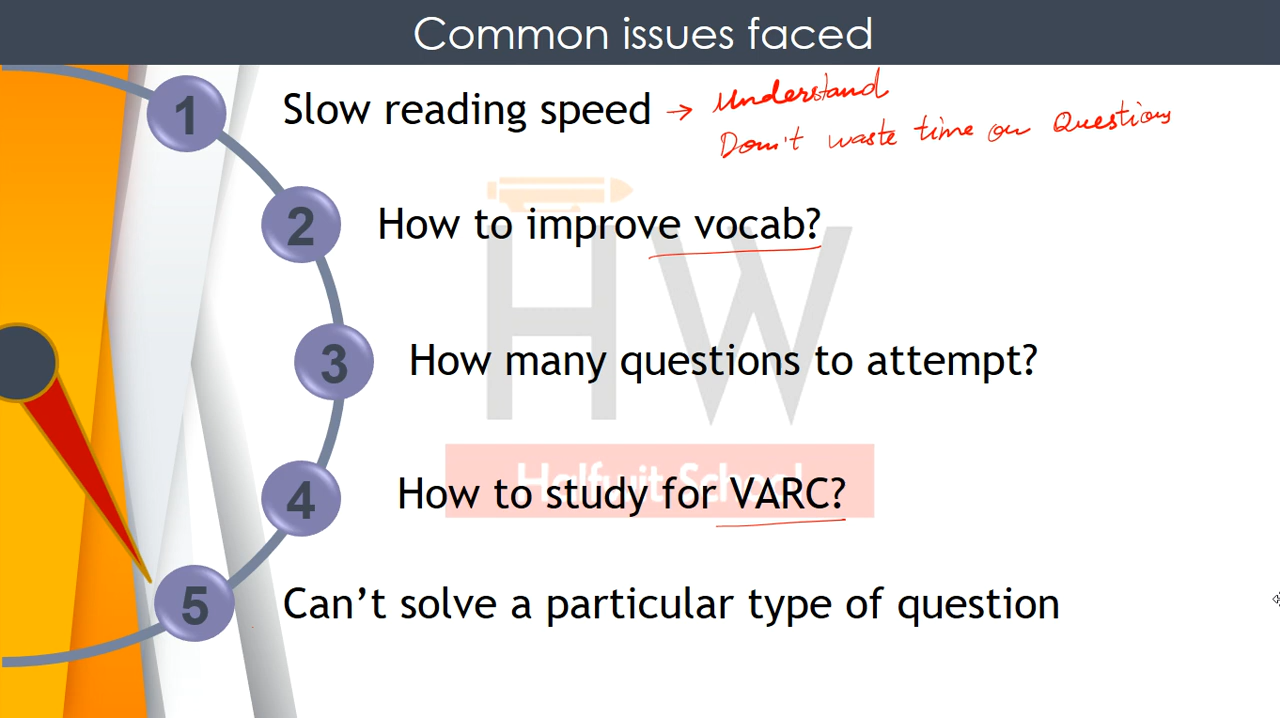 Common issues faced
1 Slow reading speed → Understand
Don't waste time on Questions
2 How to improve vocab?
HW
3 How many questions to attempt?
Halfwit School
4 How to study for VARC?
5 Can't solve a particular type of question